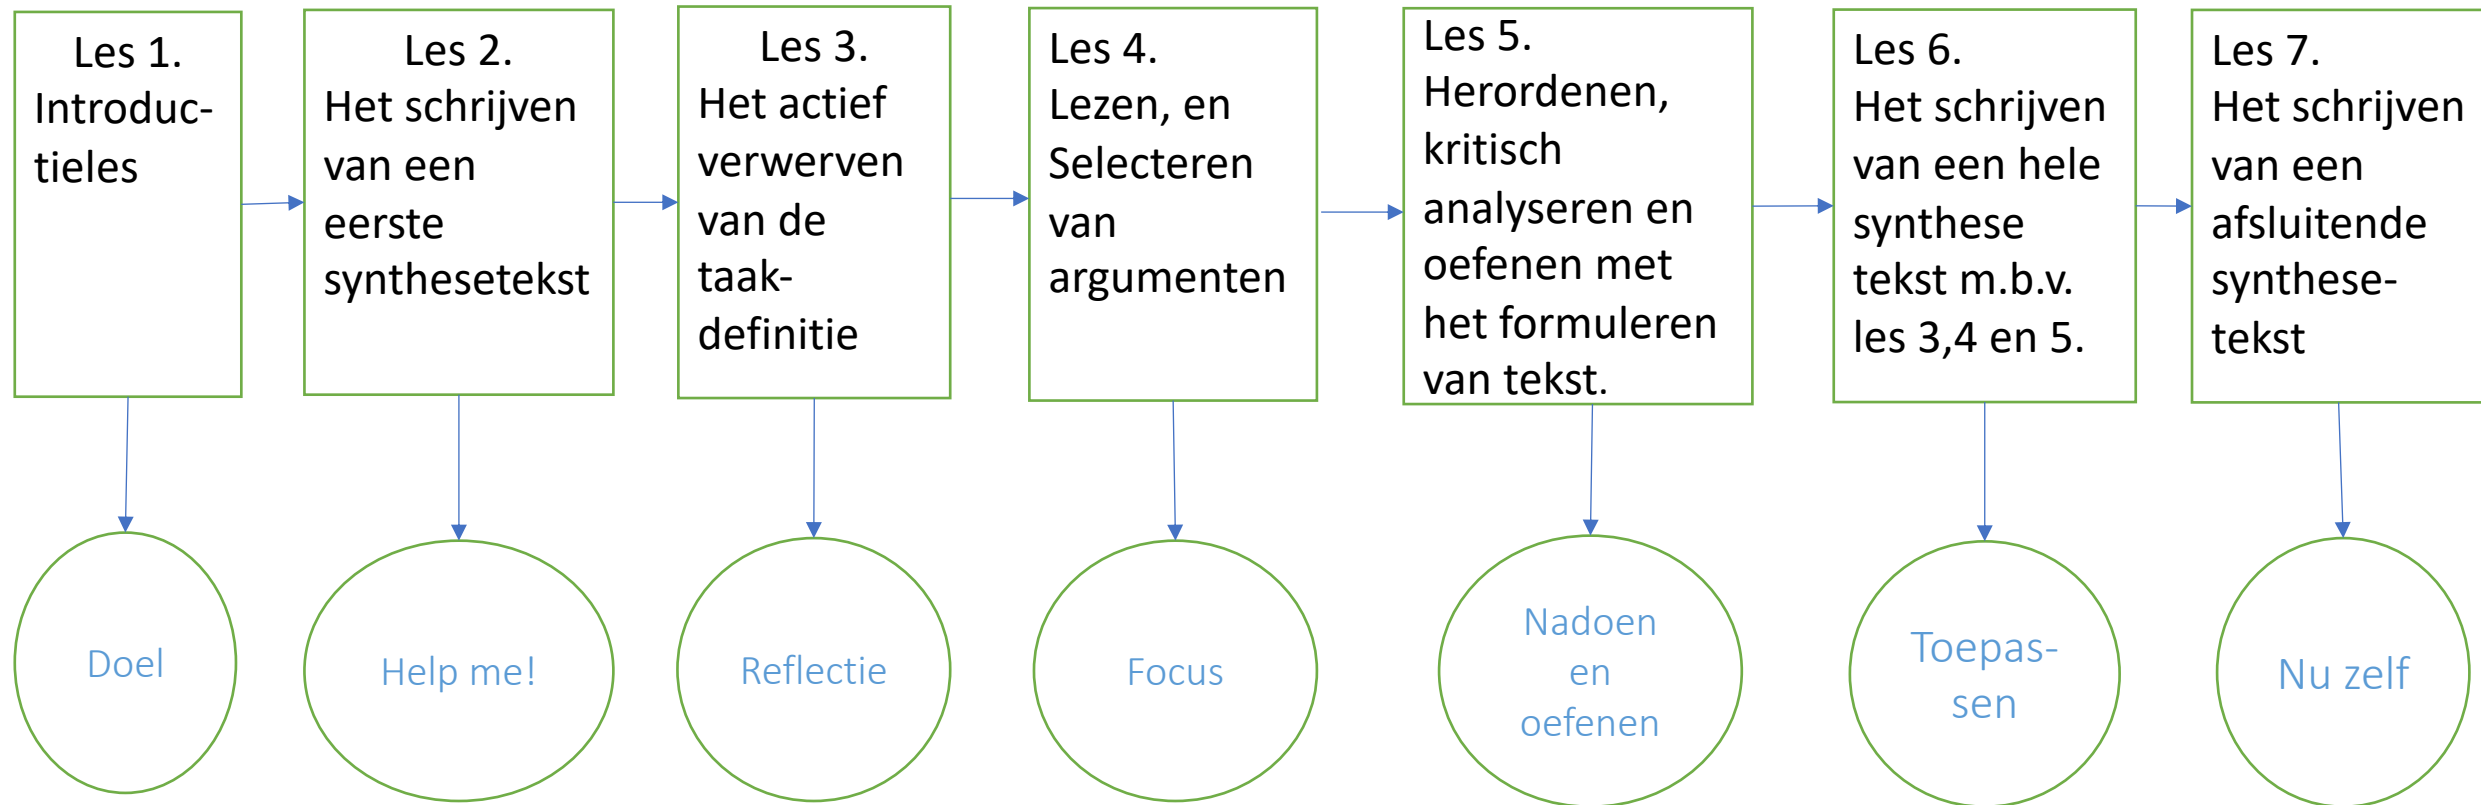 Les 1.
Introduc-
tieles
Les 2.
Het schrijven
van een
eerste
synthesetekst
Les 3.
Het actief
verwerven
van de
taak-
definitie
Les 4.
Lezen, en
Selecteren
van
argumenten
Les 5.
Herordenen,
kritisch
analyseren en
oefenen met
het formuleren
van tekst.
Les 6.
Het schrijven
van een hele
synthese
tekst m.b.v.
les 3,4 en 5.
Les 7.
Het schrijven
van een
afsluitende
synthese-
tekst
Doel
Help me!
Reflectie
Focus
Nadoen
en
oefenen
Toepas-
sen
Nu zelf